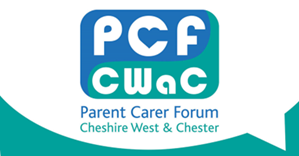 PCF
CWaC
Parent Carer Forum
Cheshire West & Chester